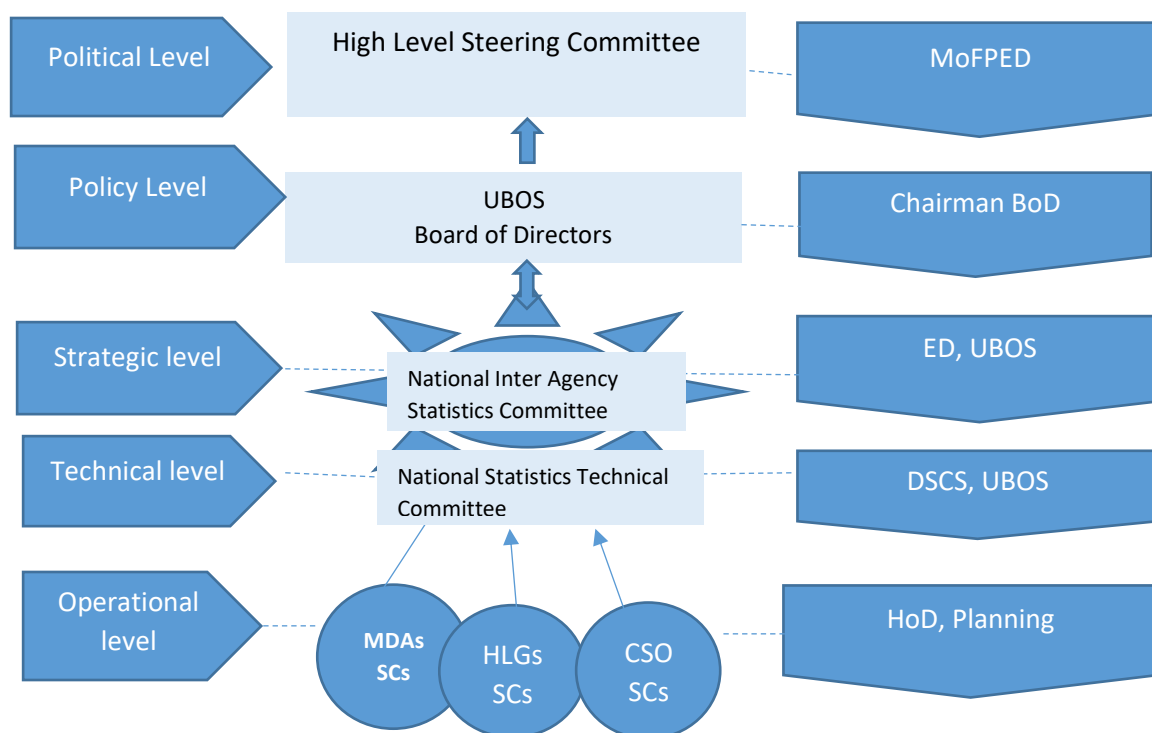 Political Level
High Level Steering Committee
MoFPED
Policy Level
UBOS
Board of Directors
Chairman BoD
Strategic level
National Inter Agency
Statistics Committee
ED, UBOS
Technical level
National Statistics Technical
Committee
DSCS, UBOS
Operational
level
MDAs
SCs
HLGs
SCs
CSO
SCs
HoD, Planning